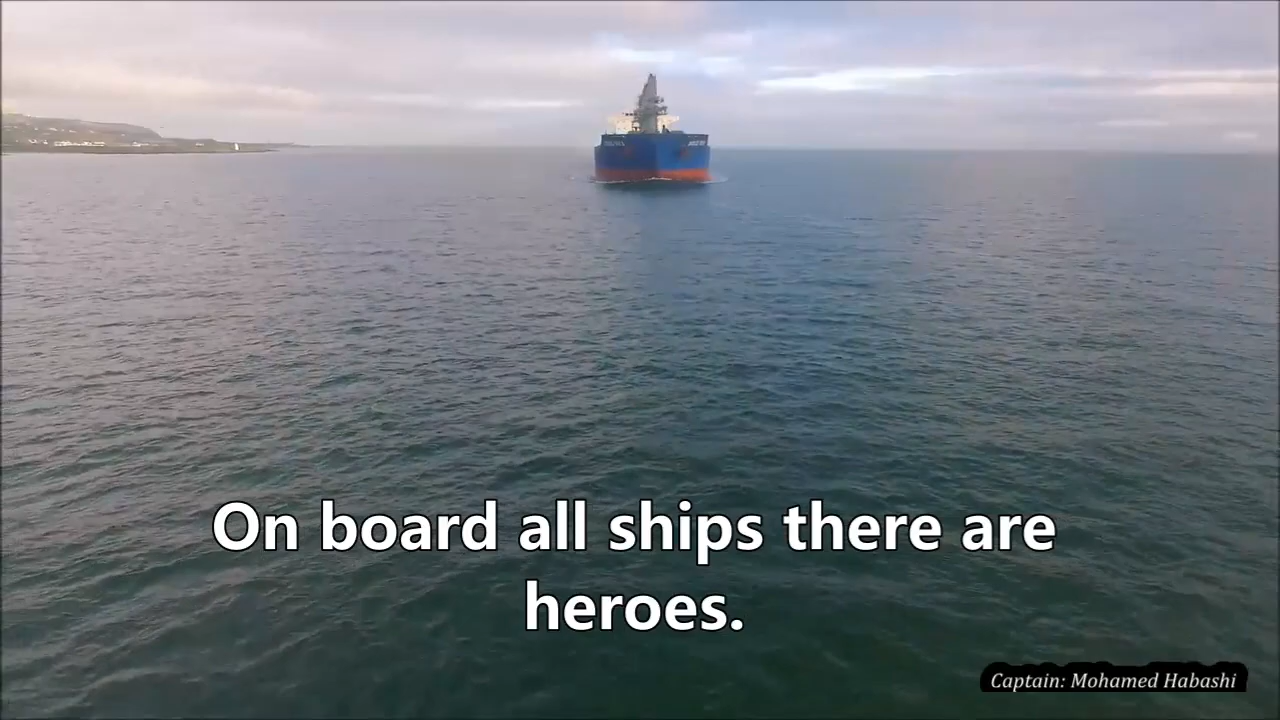 On board all ships there are
heroes.
Captain: Mohamed Habashi